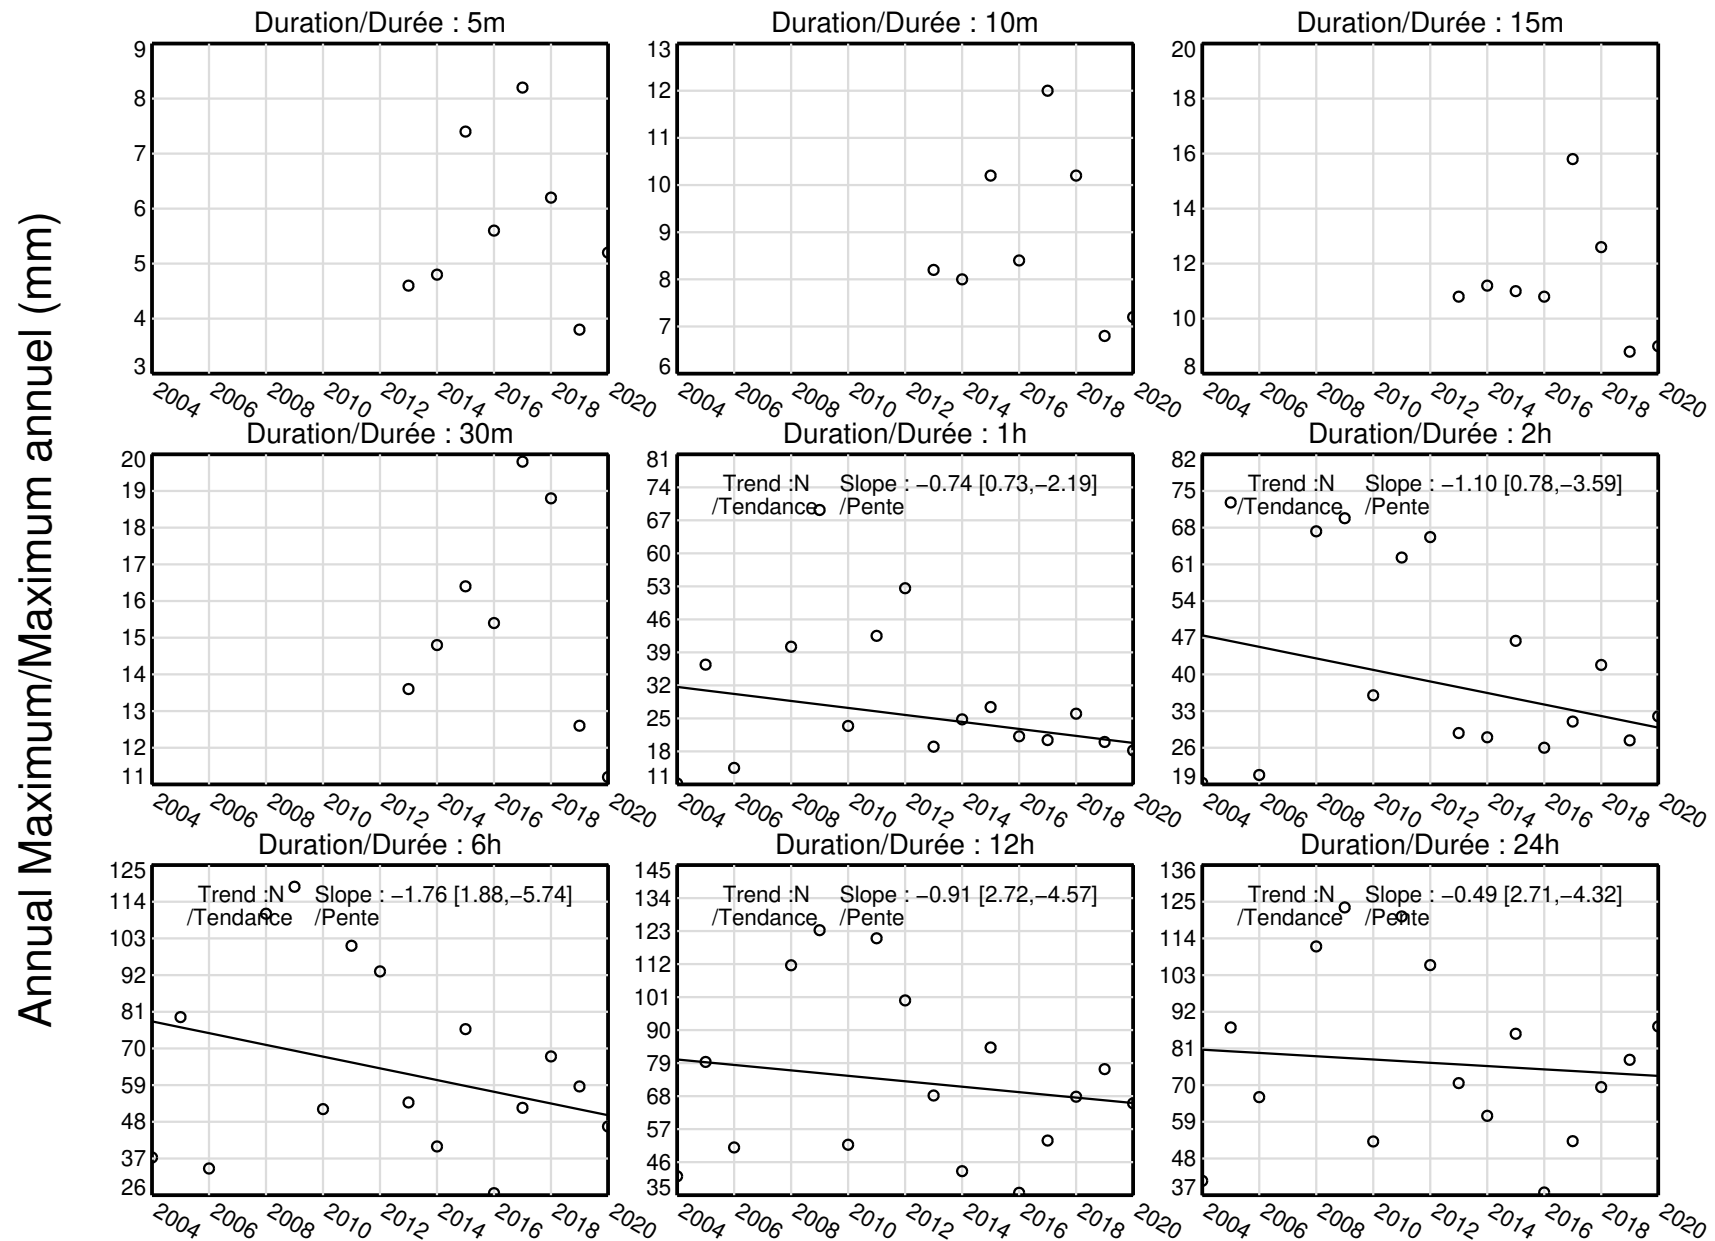 Annual Maximum/Maximum annuel (mm)
Duration/Durée : 5m
9
8
7
6
5
4
3
2004 2006 2008 2010 2012 2014 2016 2018 2020
Duration/Durée : 10m
13
12
11
10
9
8
7
6
2004 2006 2008 2010 2012 2014 2016 2018 2020
Duration/Durée : 15m
20
18
16
14
12
10
8
2004 2006 2008 2010 2012 2014 2016 2018 2020
Duration/Durée : 30m
20
19
18
17
16
15
14
13
12
11
2004 2006 2008 2010 2012 2014 2016 2018 2020
Duration/Durée : 1h
Trend :N Slope : −0.74 [0.73,−2.19]
/Tendance /Pente
81
74
67
60
53
46
39
32
25
18
11
2004 2006 2008 2010 2012 2014 2016 2018 2020
Duration/Durée : 2h
Trend :N Slope : −1.10 [0.78,−3.59]
/Tendance /Pente
82
75
68
61
54
47
40
33
26
19
2004 2006 2008 2010 2012 2014 2016 2018 2020
Duration/Durée : 6h
Trend :N Slope : −1.76 [1.88,−5.74]
/Tendance /Pente
125
114
103
92
81
70
59
48
37
26
2004 2006 2008 2010 2012 2014 2016 2018 2020
Duration/Durée : 12h
Trend :N Slope : −0.91 [2.72,−4.57]
/Tendance /Pente
145
134
123
112
101
90
79
68
57
46
35
2004 2006 2008 2010 2012 2014 2016 2018 2020
Duration/Durée : 24h
Trend :N Slope : −0.49 [2.71,−4.32]
/Tendance /Pente
136
125
114
103
92
81
70
59
48
37
2004 2006 2008 2010 2012 2014 2016 2018 2020